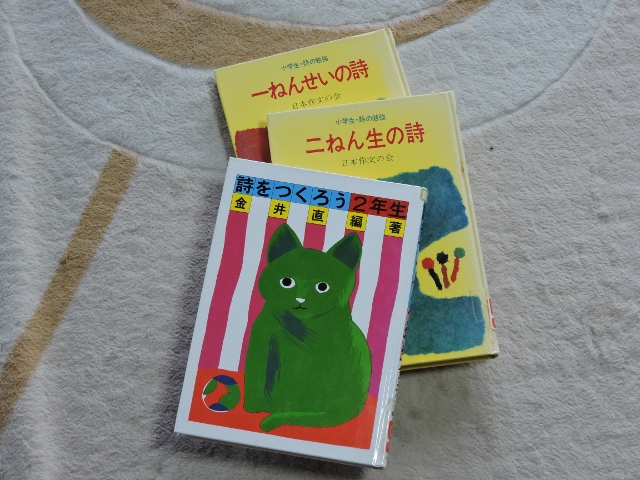 小学生・詩の勉強
一ねんせいの詩
日本作文の会
小学生・詩の勉強
二ねん生の詩
日本作文の会
詩をつくろう2年生
金井直編著